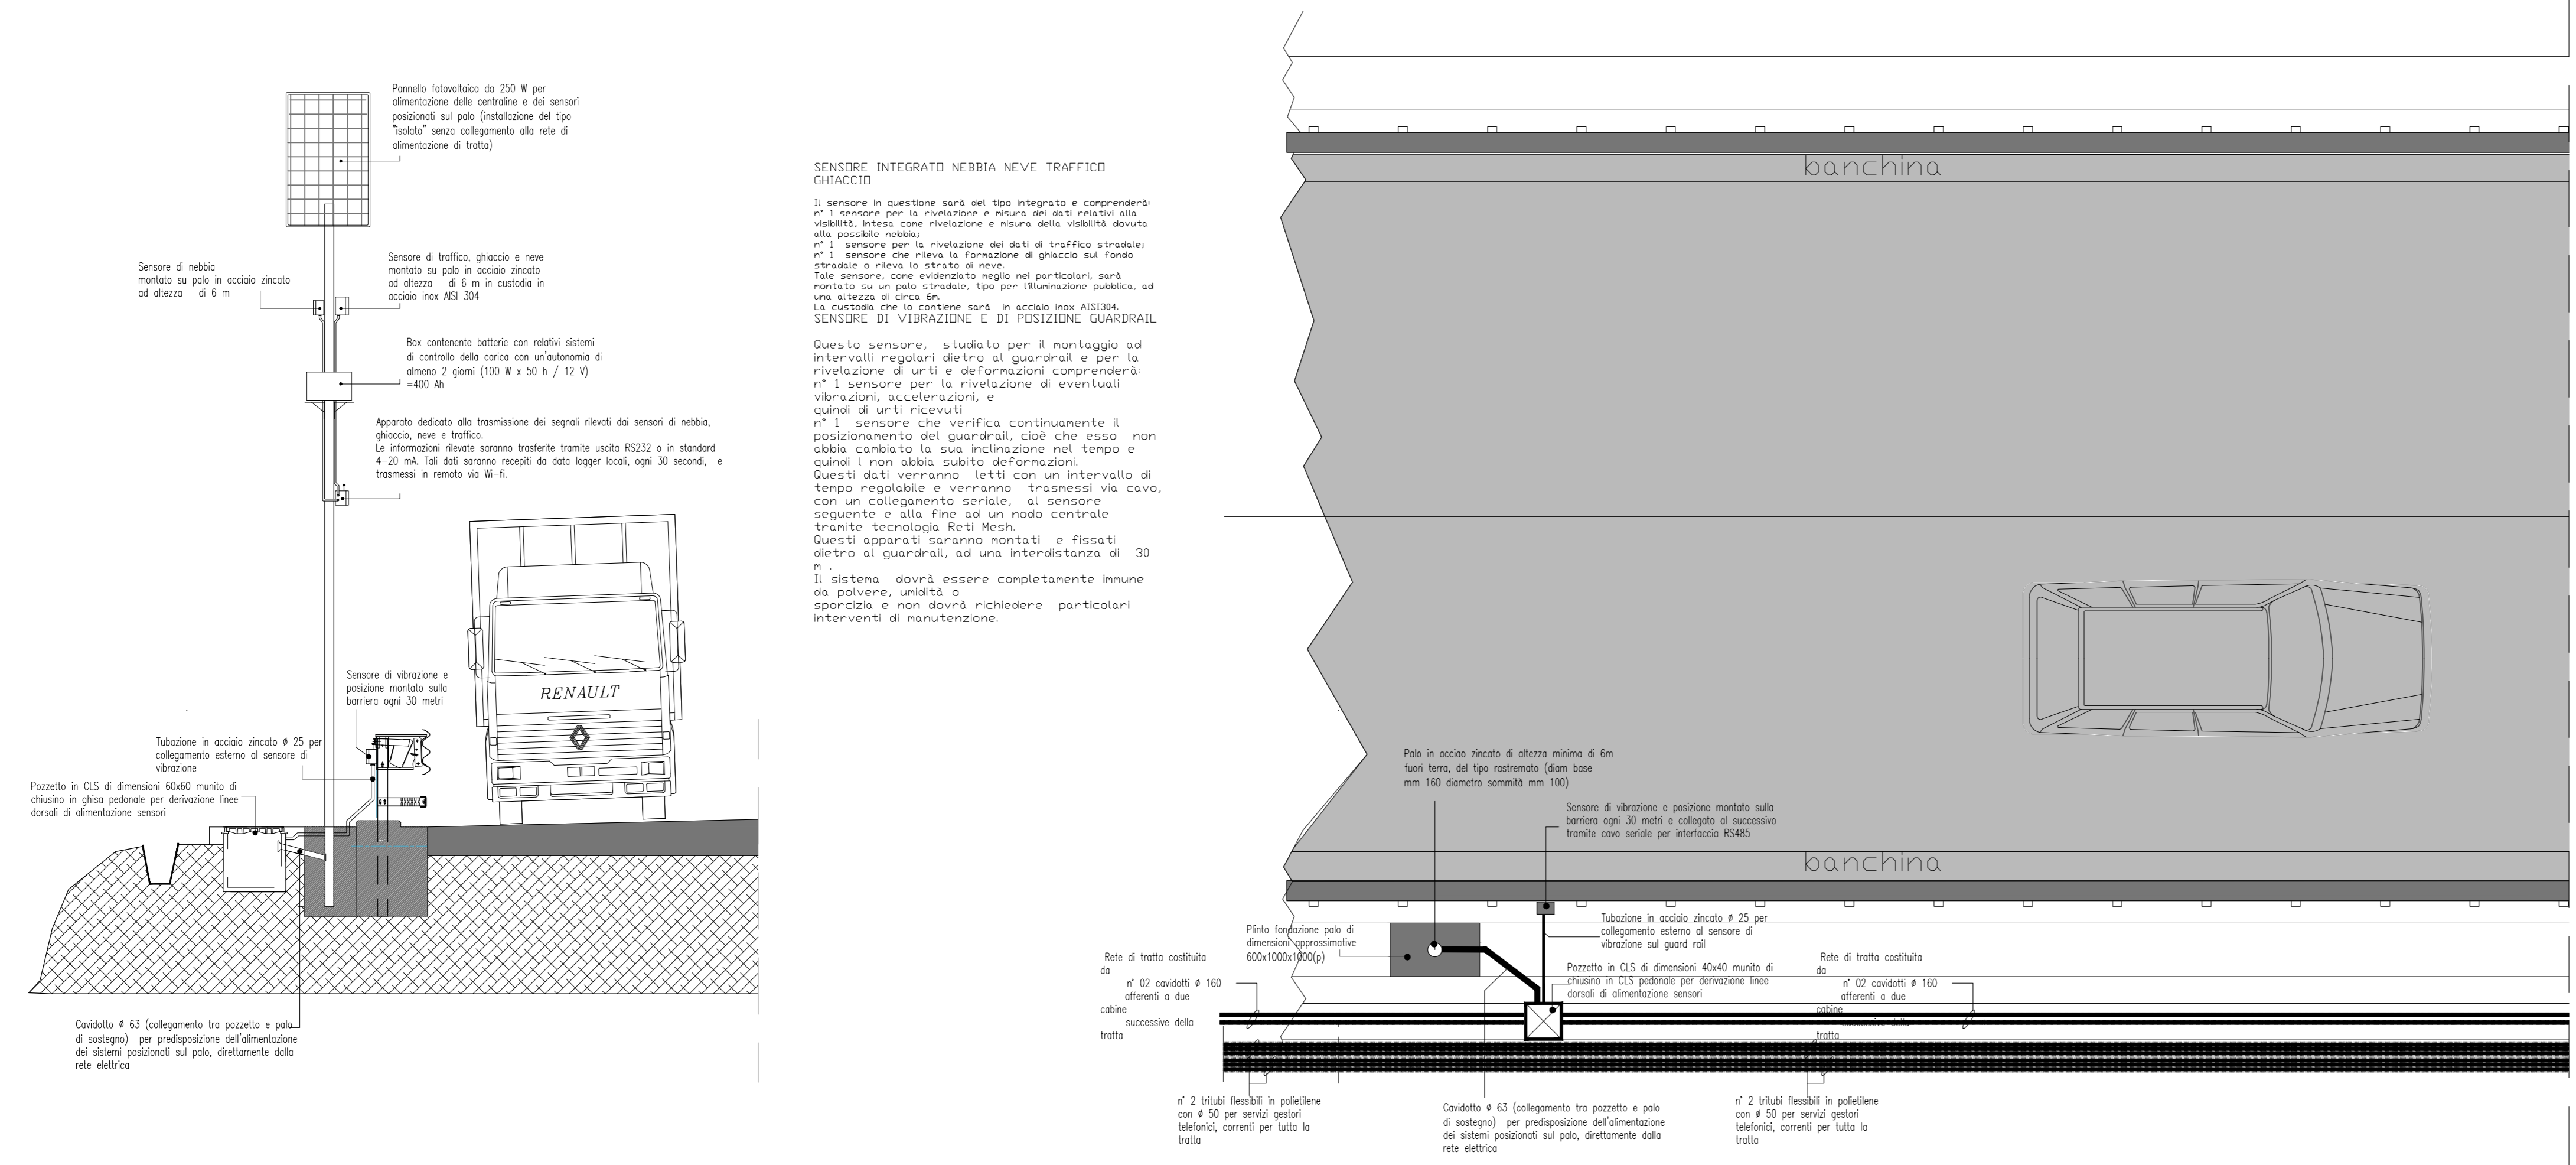 Pannello fotovoltaico da 250 W per
alimentazione delle centraline e dei sensori
posizionati sul palo (installazione del tipo
"isolato" senza collegamento alla rete di
alimentazione di tratta)
Sensore di nebbia
montato su palo in acciaio zincato
ad altezza di 6 m
Sensore di traffico, ghiaccio e neve
montato su palo in acciaio zincato
ad altezza di 6 m in custodia in
acciaio inox AISI 304
Box contenente batterie con relativi sistemi
di controllo della carica con un'autonomia di
almeno 2 giorni (100 W x 50 h / 12 V)
=400 Ah
Apparato dedicato alla trasmissione dei segnali rilevati dai sensori di nebbia,
ghiaccio, neve e traffico.
Le informazioni rilevate saranno trasferite tramite uscita RS232 o in standard
4-20 mA. Tali dati saranno recepiti da data logger locali, ogni 30 secondi, e
trasmessi in remoto via Wi-fi.
RENAULT
Sensore di vibrazione e
posizione montato sulla
barriera ogni 30 metri
Tubazione in acciaio zincato ø 25 per
collegamento esterno al sensore di
vibrazione
Pozzetto in CLS di dimensioni 60x60 munito di
chiusino in ghisa pedonale per derivazione linee
dorsali di alimentazione sensori
Cavidotto ø 63 (collegamento tra pozzetto e palo
di sostegno) per predisposizione dell'alimentazione
dei sistemi posizionati sul palo, direttamente dalla
rete elettrica
SENSORE INTEGRATO NEBBIA NEVE TRAFFICO
GHIACCIO
Il sensore in questione sarà del tipo integrato e comprenderà:
n° 1 sensore per la rivelazione e misura dei dati relativi alla
visibilità, intesa come rivelazione e misura della visibilità dovuta
alla possibile nebbia;
n° 1 sensore per la rivelazione dei dati di traffico stradale;
n° 1 sensore che rileva la formazione di ghiaccio sul fondo
stradale o rileva lo strato di neve.
Tale sensore, come evidenziato meglio nei particolari, sarà
montato su un palo stradale, tipo per l'illuminazione pubblica, ad
una altezza di circa 6m.
La custodia che lo contiene sarà in acciaio inox AISI304.
SENSORE DI VIBRAZIONE E DI POSIZIONE GUARDRAIL
Questo sensore, studiato per il montaggio ad
intervalli regolari dietro al guardrail e per la
rivelazione di urti e deformazioni comprenderà:
n° 1 sensore per la rivelazione di eventuali
vibrazioni, accelerazioni, e
quindi di urti ricevuti
n° 1 sensore che verifica continuamente il
posizionamento del guardrail, cioè che esso non
abbia cambiato la sua inclinazione nel tempo e
quindi l non abbia subito deformazioni.
Questi dati verranno letti con un intervallo di
tempo regolabile e verranno trasmessi via cavo,
con un collegamento seriale, al sensore
seguente e alla fine ad un nodo centrale
tramite tecnologia Reti Mesh.
Questi apparati saranno montati e fissati
dietro al guardrail, ad una interdistanza di 30
m .
Il sistema dovrà essere completamente immune
da polvere, umidità o
sporcizia e non dovrà richiedere particolari
interventi di manutenzione.
banchina
Palo in acciao zincato di altezza minima di 6m
fuori terra, del tipo rastremato (diam base
mm 160 diametro sommità mm 100)
Sensore di vibrazione e posizione montato sulla
barriera ogni 30 metri e collegato al successivo
tramite cavo seriale per interfaccia RS485
banchina
Plinto fondazione palo di
dimensioni approssimative
600x1000x1000(p)
Tubazione in acciaio zincato ø 25 per
collegamento esterno al sensore di
vibrazione sul guard rail
Pozzetto in CLS di dimensioni 40x40 munito di
chiusino in CLS pedonale per derivazione linee
dorsali di alimentazione sensori
Rete di tratta costituita
da
n° 02 cavidotti ø 160
afferenti a due
cabine
successive della
tratta
Rete di tratta costituita
da
n° 02 cavidotti ø 160
afferenti a due
cabine
successive della
tratta
n° 2 tritubi flessibili in polietilene
con ø 50 per servizi gestori
telefonici, correnti per tutta la
tratta
Cavidotto ø 63 (collegamento tra pozzetto e palo
di sostegno) per predisposizione dell'alimentazione
dei sistemi posizionati sul palo, direttamente dalla
rete elettrica
n° 2 tritubi flessibili in polietilene
con ø 50 per servizi gestori
telefonici, correnti per tutta la
tratta